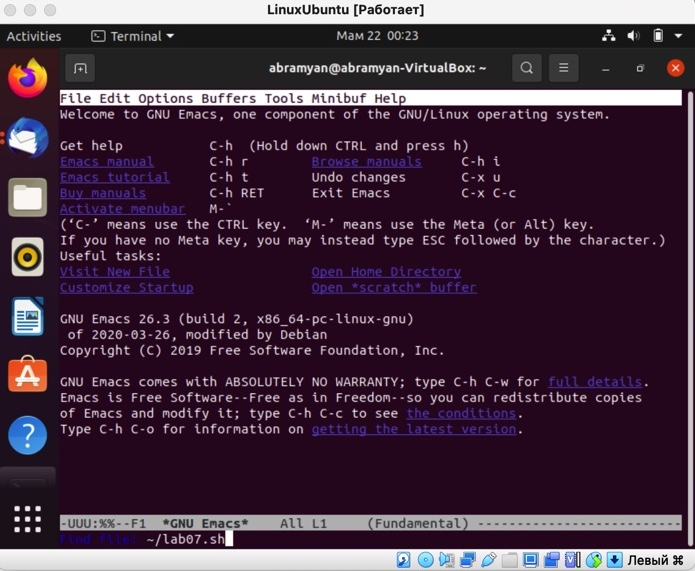 LinuxUbuntu [Работает]
Activities Terminal Мам 22 00:23
abramyan@abramyan-VirtualBox: ~
File Edit Options Buffers Tools Minibuf Help
Welcome to GNU Emacs, one component of the GNU/Linux operating system.
Get help C-h (Hold down CTRL and press h)
Emacs manual C-h r Browse manuals C-h i
Emacs tutorial C-h t Undo changes C-x u
Buy manuals C-h RET Exit Emacs C-x C-c
Activate menubar M-`
(‘C-’ means use the CTRL key. ‘M-’ means use the Meta (or Alt) key.
If you have no Meta key, you may instead type ESC followed by the character.)
Useful tasks:
Visit New File Open Home Directory
Customize Startup Open *scratch* buffer
GNU Emacs 26.3 (build 2, x86_64-pc-linux-gnu)
of 2020-03-26, modified by Debian
Copyright (C) 2019 Free Software Foundation, Inc.
GNU Emacs comes with ABSOLUTELY NO WARRANTY; type C-h C-w for full details.
Emacs is Free Software--Free as in Freedom--so you can redistribute copies
of Emacs and modify it; type C-h C-c to see the conditions.
Type C-h C-o for information on getting the latest version.
-UUU:%%--F1 *GNU Emacs* All L1 (Fundamental) --------------------------
Find file: ~/lab07.sh
Левый ⌘